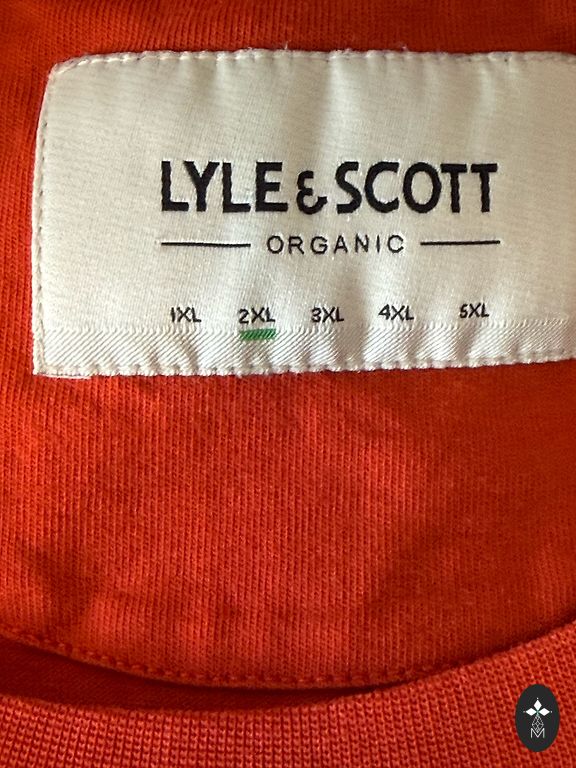 LYLE & SCOTT
ORGANIC
1XL 2XL 3XL 4XL 5XL
M